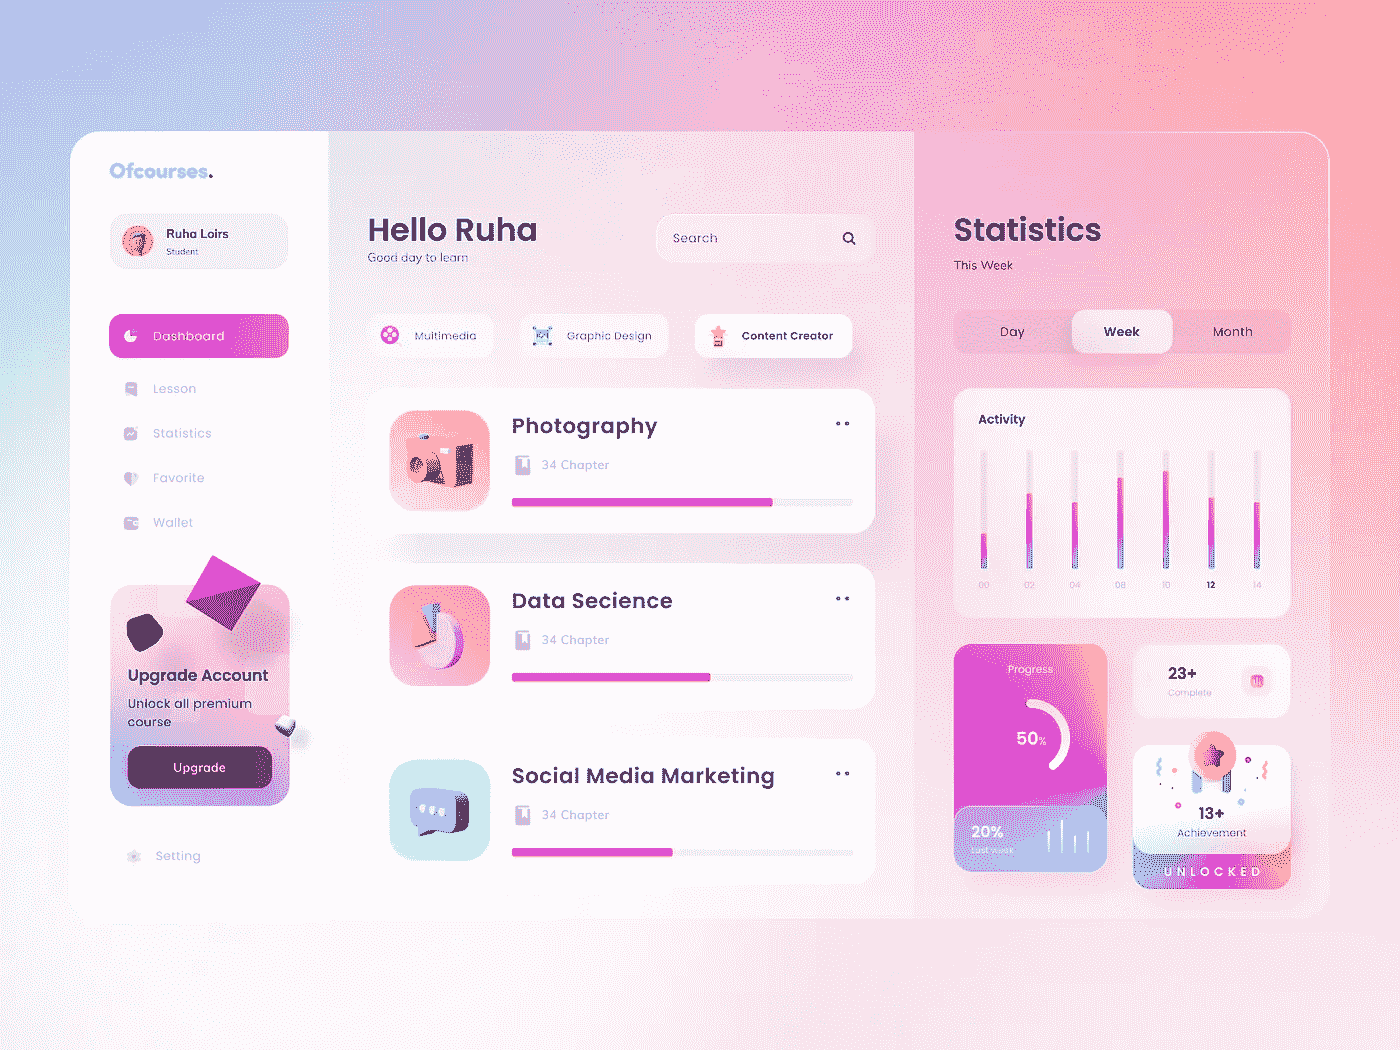 Ofcourses.
Ruha Loirs
Student
Dashboard
Lesson
Statistics
Favorite
Wallet
Upgrade Account
Unlock all premium
course
Upgrade
Setting
Hello Ruha
Good day to learn
Search
Multimedia
Graphic Design
Content Creator
Photography
34 Chapter
Data Secience
34 Chapter
Social Media Marketing
34 Chapter
Statistics
This Week
Day
Week
Month
Activity
00
02
04
08
10
12
14
Progress
50%
20%
Last week
23+
Complete
13+
Achievement
UNLOCKED